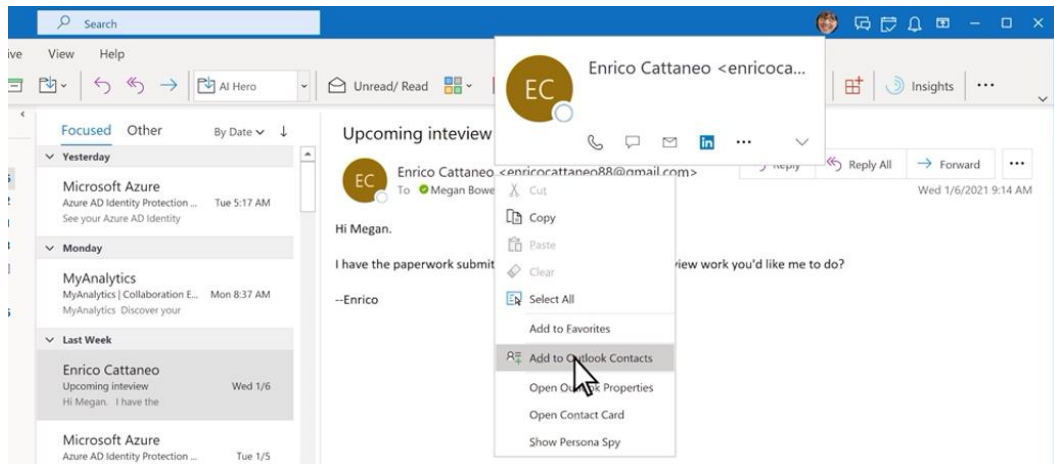 Search
ive View Help
AI Hero
Unread/ Read
Insights
Focused Other By Date
Yesterday
Microsoft Azure
Azure AD Identity Protection ... Tue 5:17 AM
See your Azure AD Identity
Monday
MyAnalytics
MyAnalytics | Collaboration E... Mon 8:37 AM
MyAnalytics Discover your
Last Week
Enrico Cattaneo
Upcoming inteview Wed 1/6
Hi Megan. I have the
Microsoft Azure
Azure AD Identity Protection ... Tue 1/5
EC
Enrico Cattaneo <enricoca...
in
Upcoming inteview
Reply Reply All Forward
EC
Enrico Cattaneo <enricocattaneo88@gmail.com>
To Megan Bowe
Wed 1/6/2021 9:14 AM
Hi Megan.
I have the paperwork submit view work you'd like me to do?
--Enrico
Cut
Copy
Paste
Clear
Select All
Add to Favorites
Add to Outlook Contacts
Open Outlook Properties
Open Contact Card
Show Persona Spy